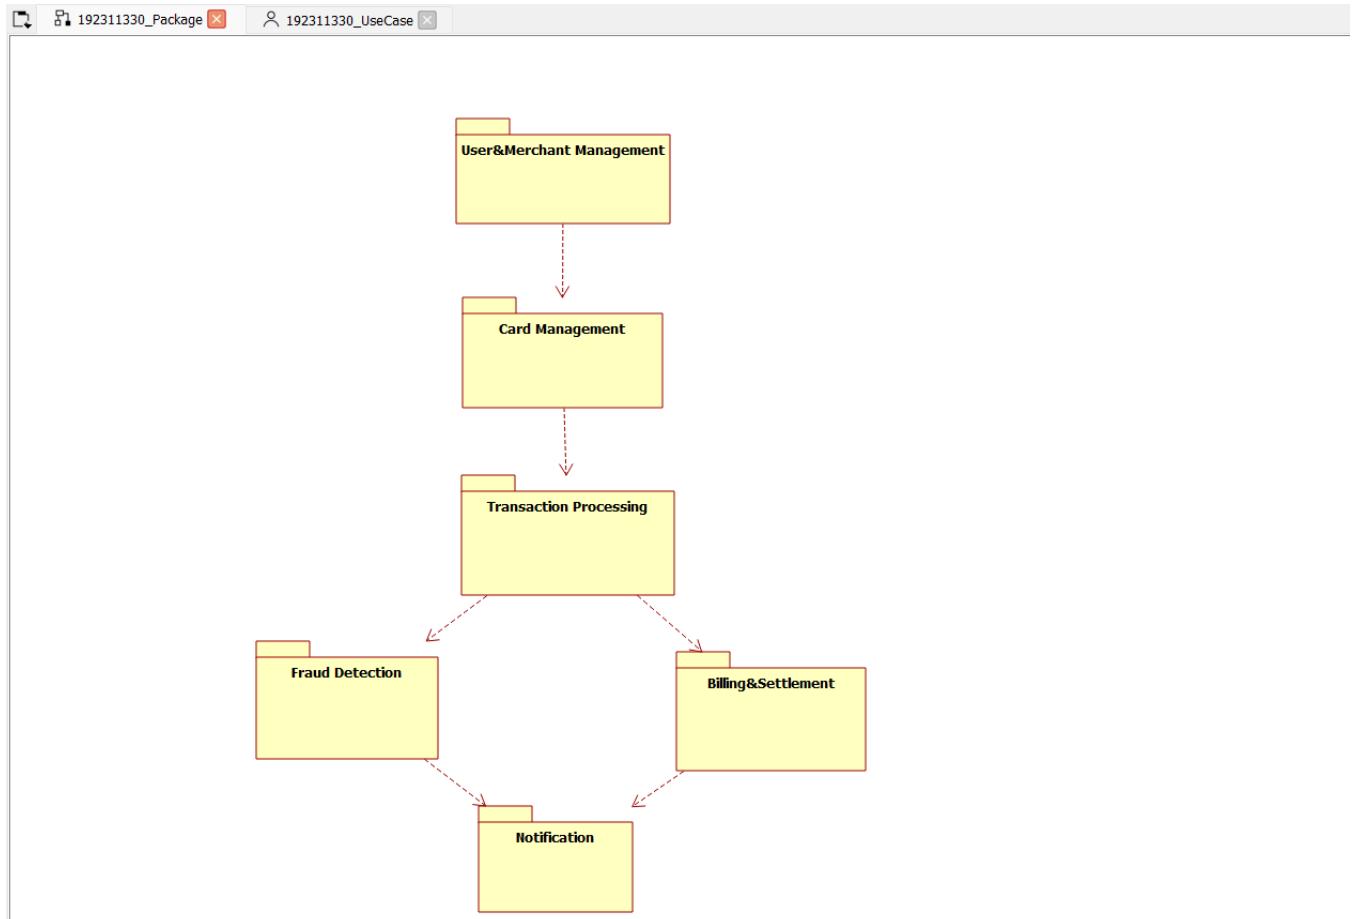 192311330_Package
192311330_UseCase
User&Merchant Management
Card Management
Transaction Processing
Fraud Detection
Billing&Settlement
Notification